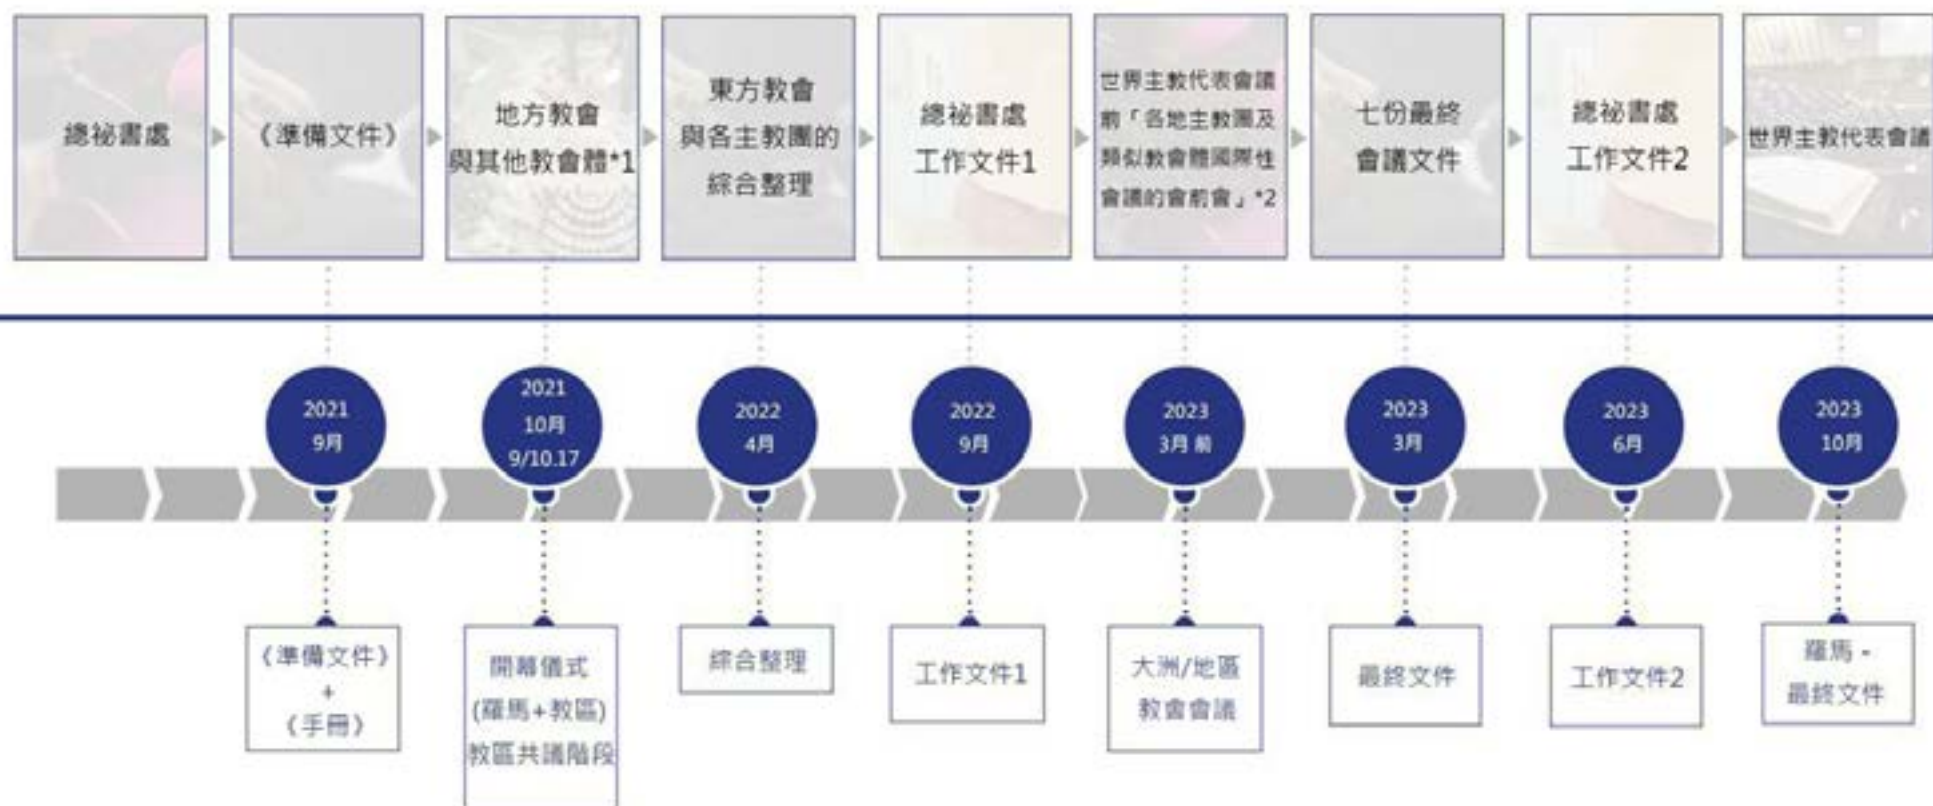 總祕書處
《準備文件》
地方教會
與其他教會體*1
東方教會
與各主教團的
綜合整理
總祕書處
工作文件1
世界主教代表會議
前「各地主教團及
類似教會體國際性
會議的會前會」*2
七份最終
會議文件
總祕書處
工作文件2
世界主教代表會議
2021
9月
2021
10月
9/10.17
2022
4月
2022
9月
2023
3月 前
2023
3月
2023
6月
2023
10月
《準備文件》
+
《手冊》
開幕儀式
(羅馬+教區)
教區共議階段
綜合整理
工作文件1
大洲/地區
教會會議
最終文件
工作文件2
羅馬 -
最終文件